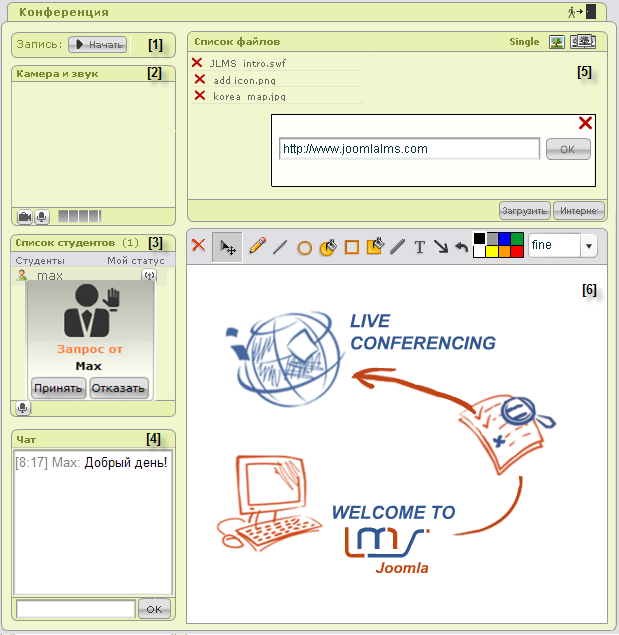 Конференция
Запись: Начать [1]
Камера и звук [2]
Список студентов (1) [3]
Студенты Мой статус
max
Запрос от
Max
Принять Отказать
Чат [4]
[8:17] Max: Добрый день!
OK
Список файлов Single
[5]
JLMS intro.swf
add icon.png
korea map.jpg
http://www.joomlalms.com OK
Загрузить Интернет
T fine
[6]
LIVE
CONFERENCING
WELCOME TO
lms
Joomla